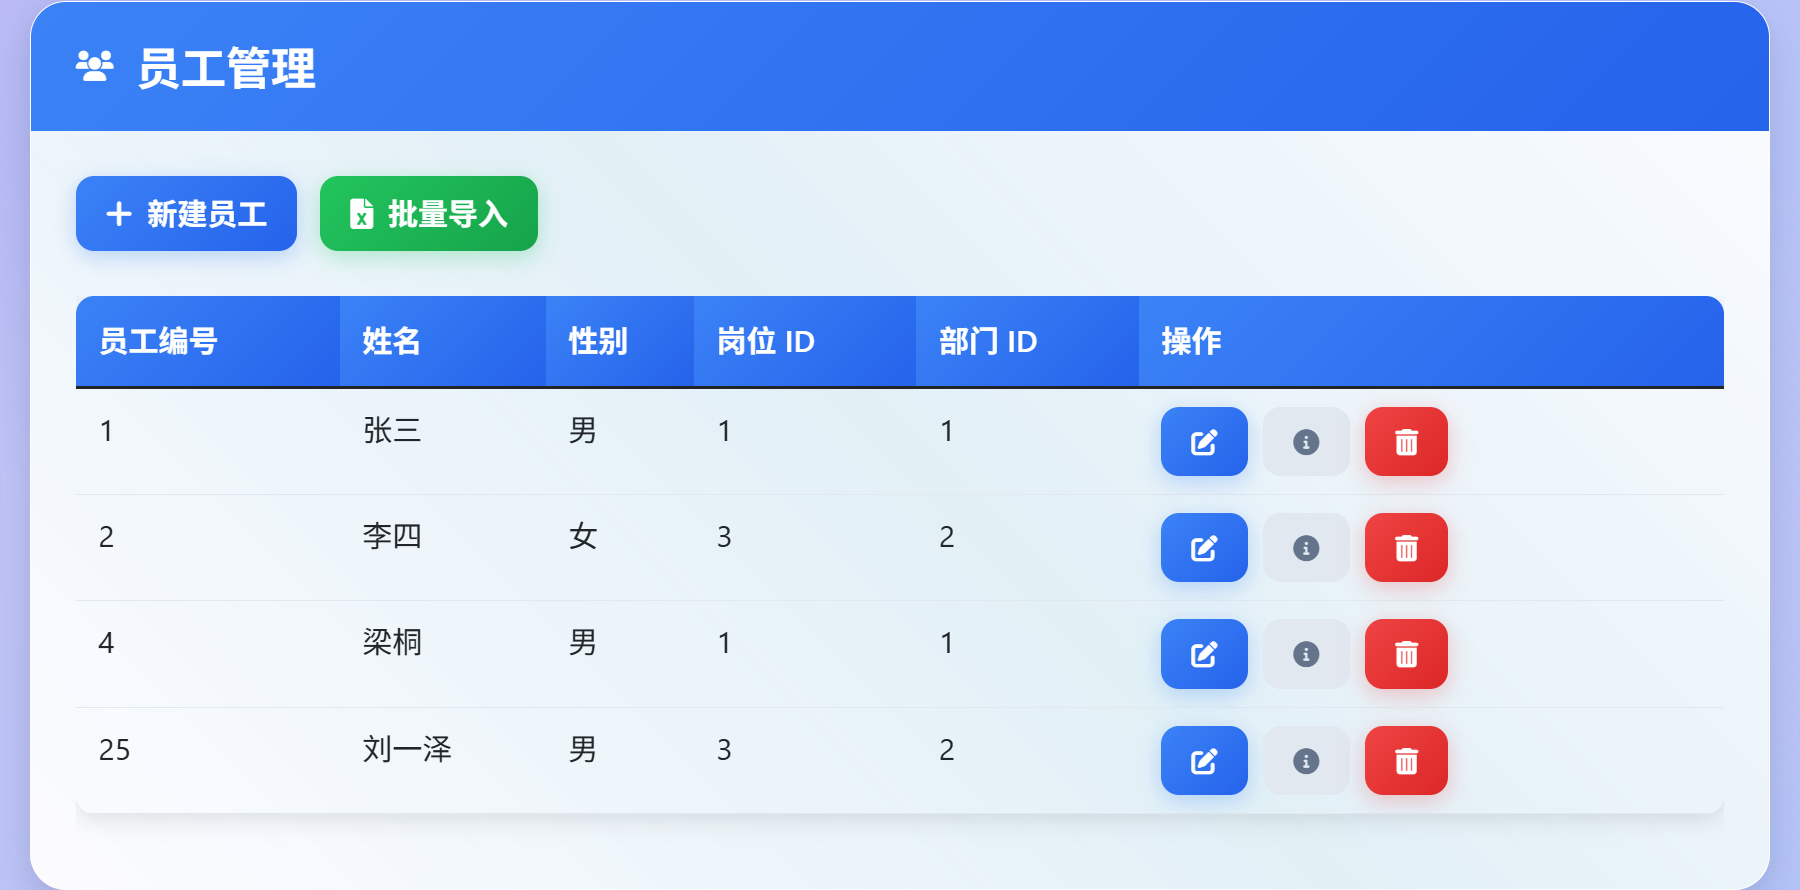 员工管理
新建员工 批量导入
员工编号 姓名 性别 岗位 ID 部门 ID 操作
1 张三 男 1 1
2 李四 女 3 2
4 梁桐 男 1 1
25 刘一泽 男 3 2